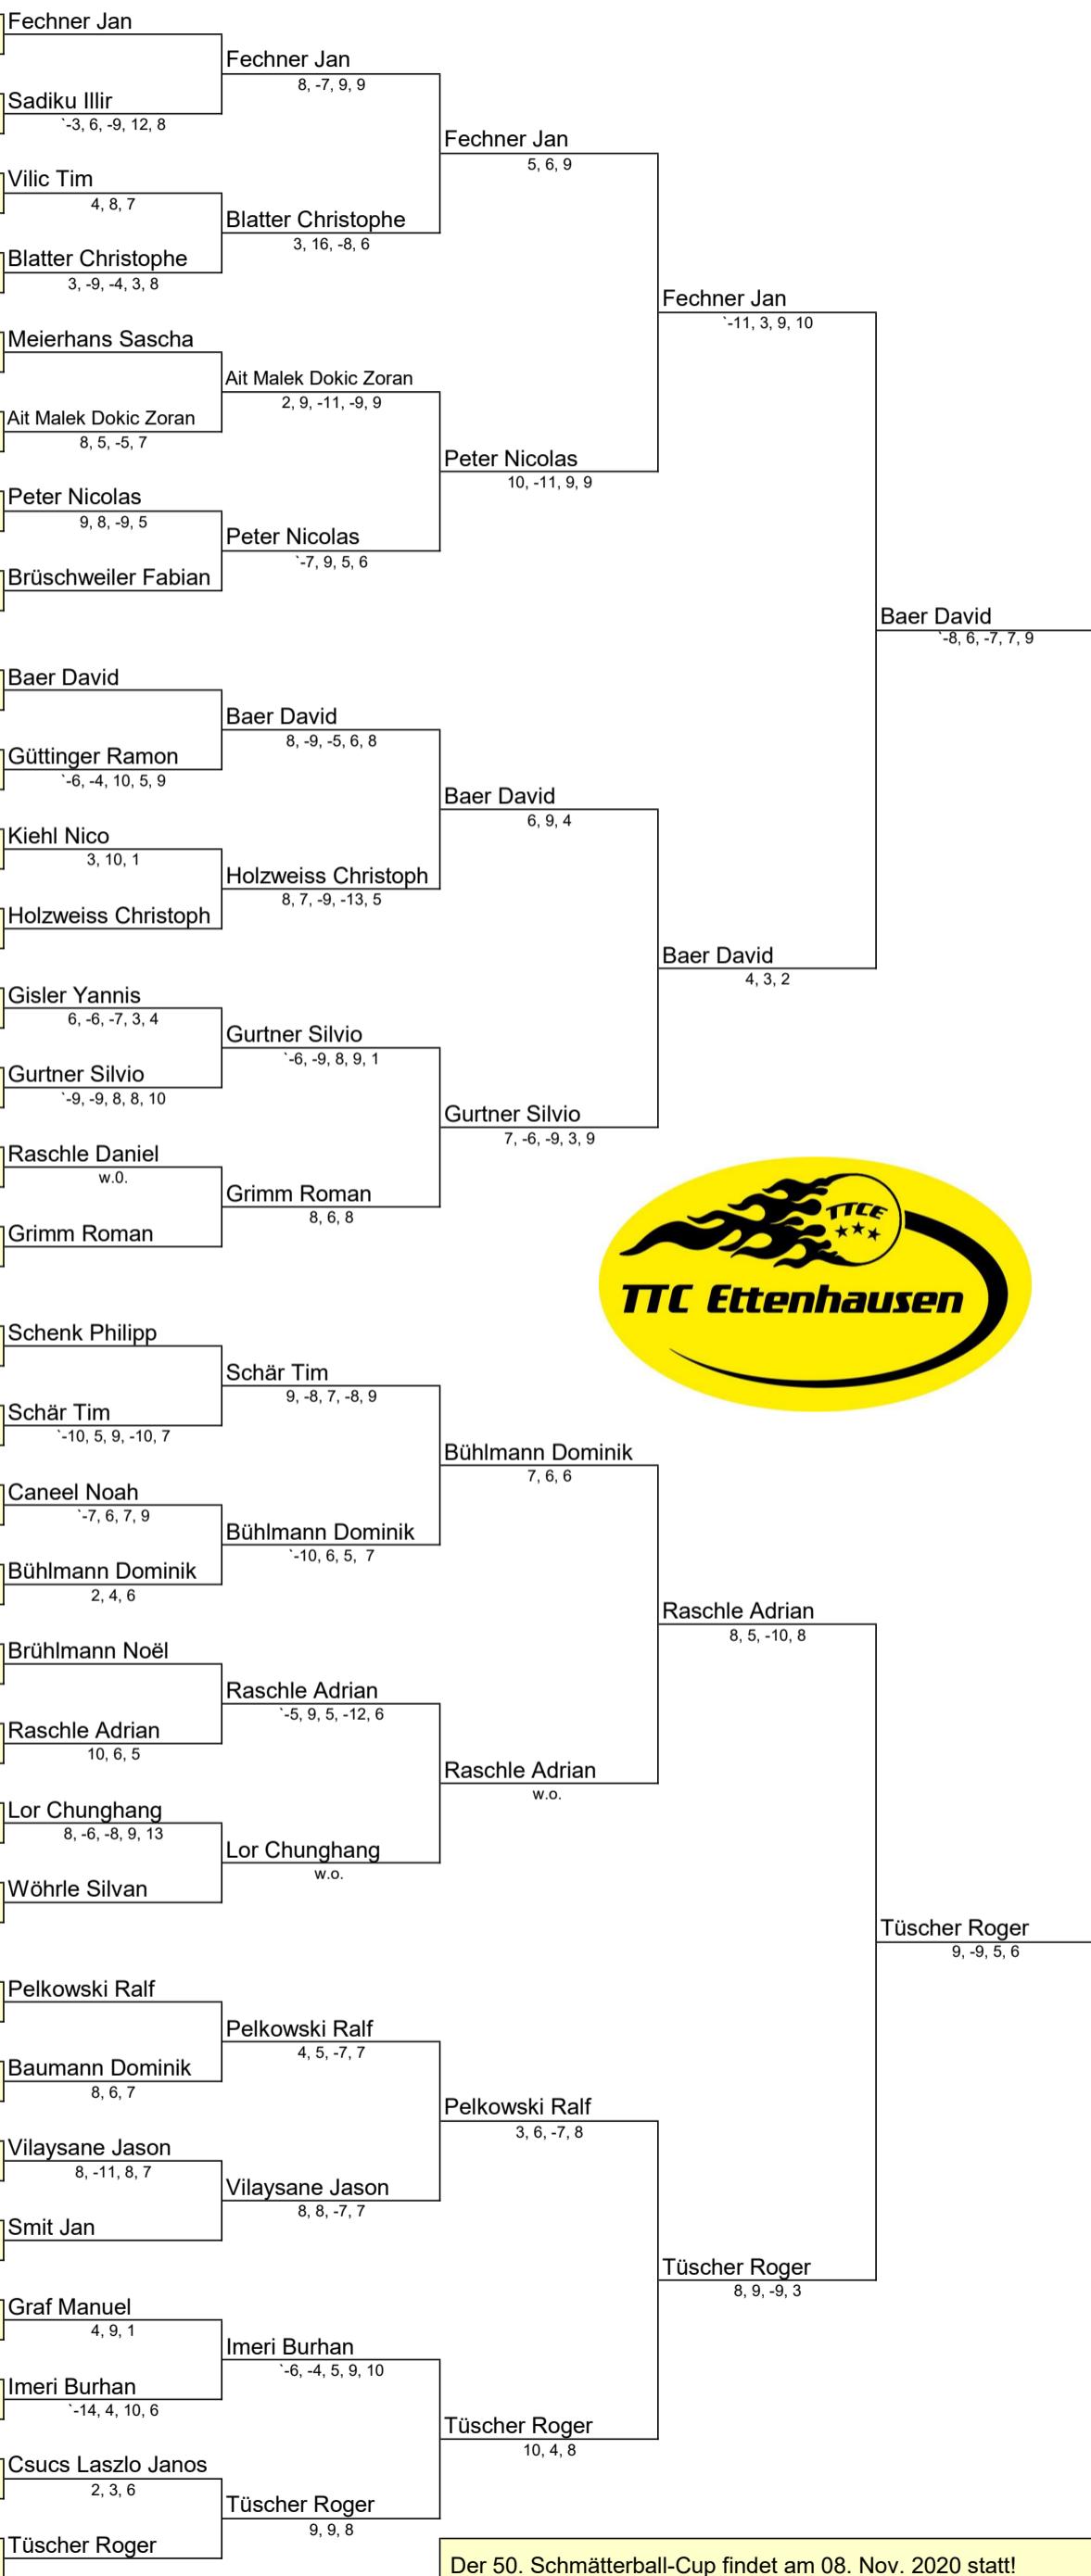 Fechner Jan
Sadiku Illir
`-3, 6, -9, 12, 8
Vilic Tim
4, 8, 7
Blatter Christophe
3, -9, -4, 3, 8
Meierhans Sascha
Ait Malek Dokic Zoran
8, 5, -5, 7
Peter Nicolas
9, 8, -9, 5
Brüschweiler Fabian
Baer David
Güttinger Ramon
`-6, -4, 10, 5, 9
Kiehl Nico
3, 10, 1
Holzweiss Christoph
Gisler Yannis
6, -6, -7, 3, 4
Gurtner Silvio
`-9, -9, 8, 8, 10
Raschle Daniel
w.0.
Grimm Roman
Schenk Philipp
Schär Tim
`-10, 5, 9, -10, 7
Caneel Noah
`-7, 6, 7, 9
Bühlmann Dominik
2, 4, 6
Brühlmann Noël
Raschle Adrian
10, 6, 5
Lor Chunghang
8, -6, -8, 9, 13
Wöhrle Silvan
Pelkowski Ralf
Baumann Dominik
8, 6, 7
Vilaysane Jason
8, -11, 8, 7
Smit Jan
Graf Manuel
4, 9, 1
Imeri Burhan
`-14, 4, 10, 6
Csucs Laszlo Janos
2, 3, 6
Tüscher Roger
Fechner Jan
8, -7, 9, 9
Blatter Christophe
3, 16, -8, 6
Ait Malek Dokic Zoran
2, 9, -11, -9, 9
Peter Nicolas
`-7, 9, 5, 6
Baer David
8, -9, -5, 6, 8
Holzweiss Christoph
8, 7, -9, -13, 5
Gurtner Silvio
`-6, -9, 8, 9, 1
Grimm Roman
8, 6, 8
Schär Tim
9, -8, 7, -8, 9
Bühlmann Dominik
`-10, 6, 5, 7
Raschle Adrian
`-5, 9, 5, -12, 6
Lor Chunghang
w.o.
Pelkowski Ralf
4, 5, -7, 7
Vilaysane Jason
8, 8, -7, 7
Imeri Burhan
`-6, -4, 5, 9, 10
Tüscher Roger
9, 9, 8
Fechner Jan
5, 6, 9
Peter Nicolas
10, -11, 9, 9
Baer David
6, 9, 4
Gurtner Silvio
7, -6, -9, 3, 9
Bühlmann Dominik
7, 6, 6
Raschle Adrian
w.o.
Pelkowski Ralf
3, 6, -7, 8
Tüscher Roger
10, 4, 8
Fechner Jan
`-11, 3, 9, 10
Baer David
4, 3, 2
Raschle Adrian
8, 5, -10, 8
Tüscher Roger
8, 9, -9, 3
Baer David
`-8, 6, -7, 7, 9
Tüscher Roger
9, -9, 5, 6
TTCE
TTC Ettenhausen
Der 50. Schmätterball-Cup findet am 08. Nov. 2020 statt!